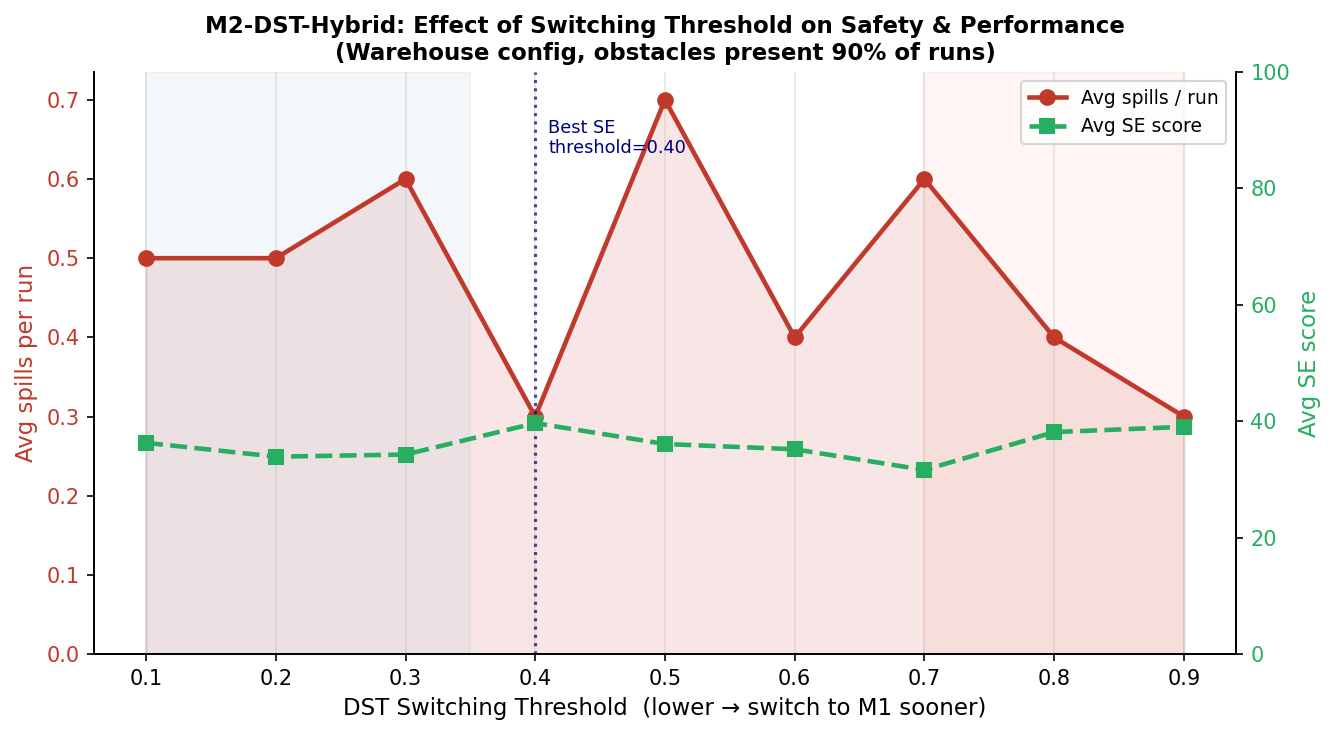 M2-DST-Hybrid: Effect of Switching Threshold on Safety & Performance
(Warehouse config, obstacles present 90% of runs)
Avg spills per run
0.7
0.6
0.5
0.4
0.3
0.2
0.1
0.0
Best SE
threshold=0.40
Avg spills / run
Avg SE score
100
80
60
40
20
0
Avg SE score
0.1 0.2 0.3 0.4 0.5 0.6 0.7 0.8 0.9
DST Switching Threshold (lower → switch to M1 sooner)